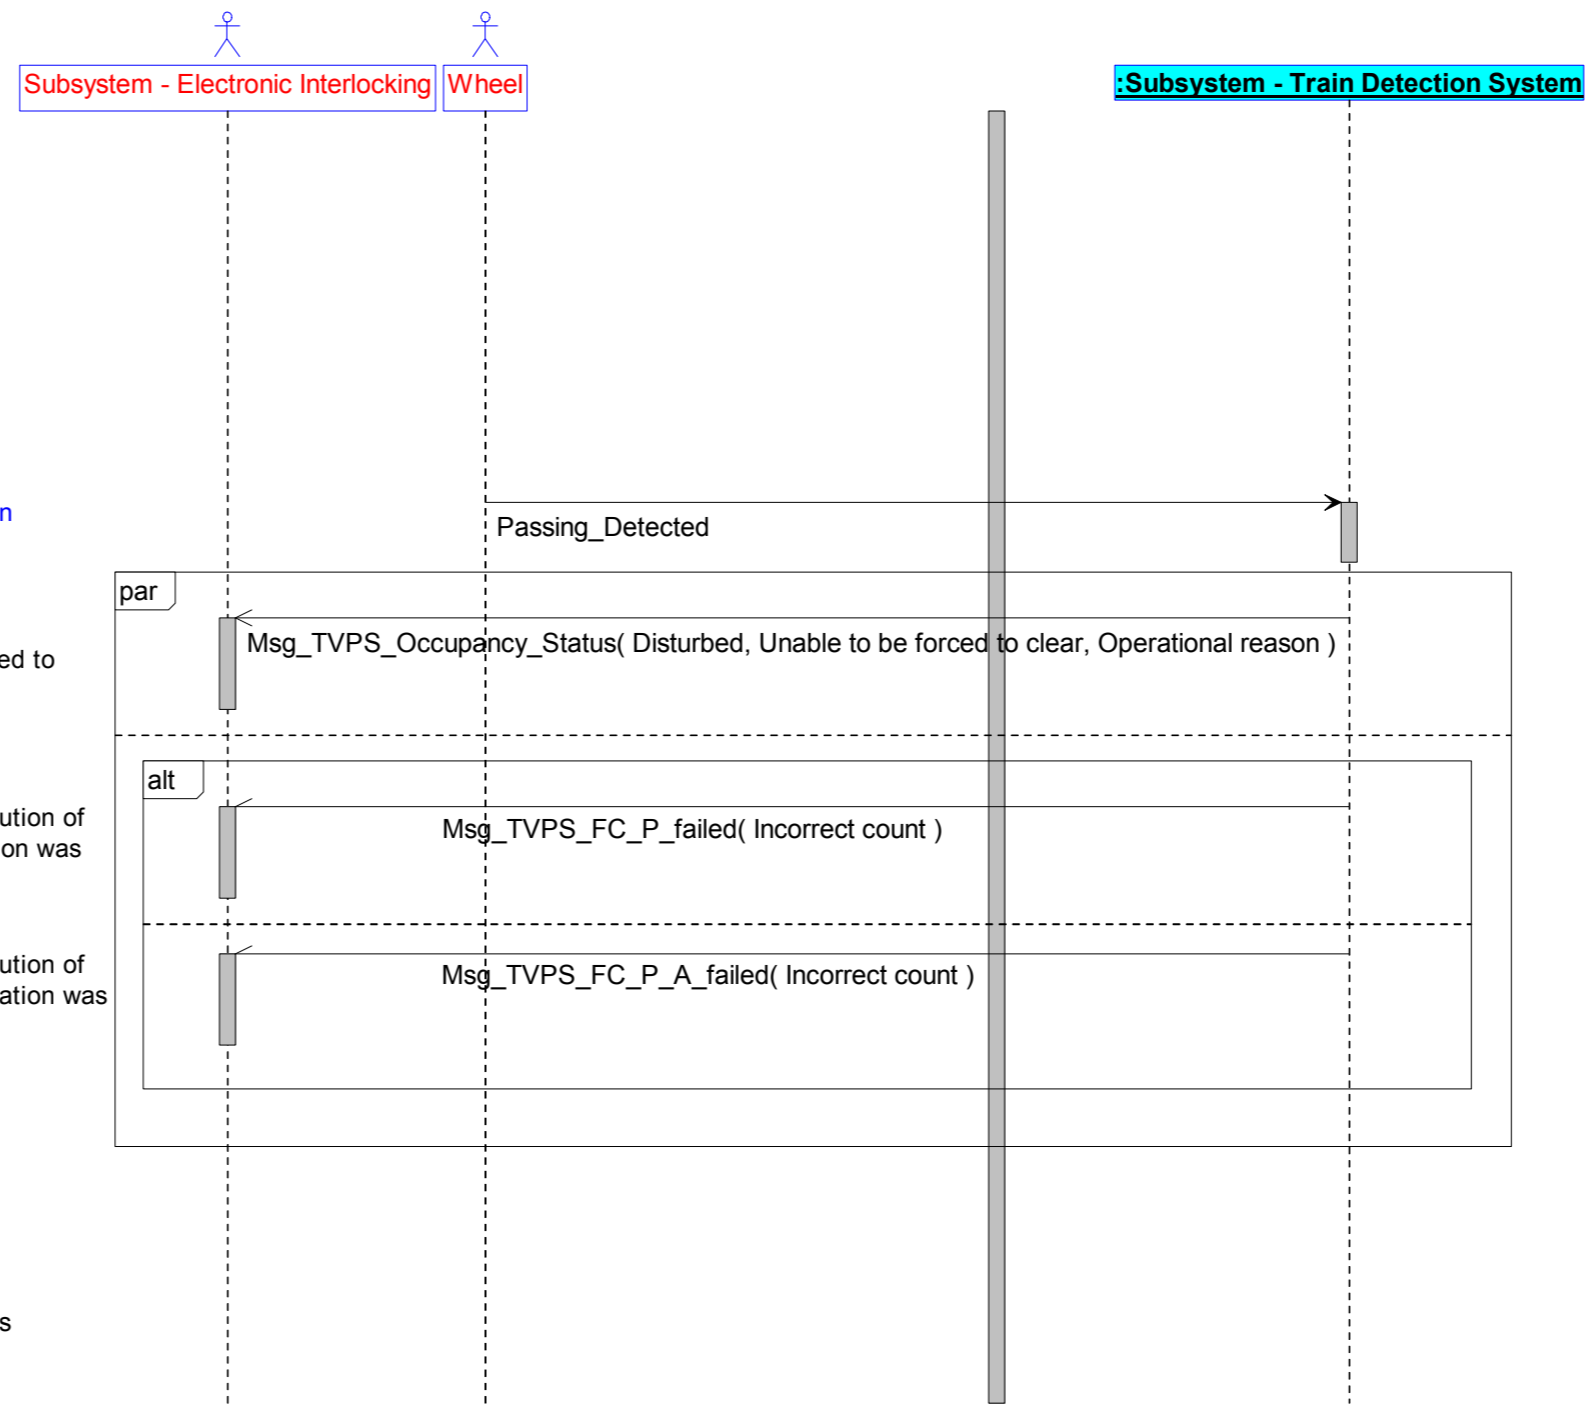 Subsystem - Electronic Interlocking
Wheel
:Subsystem - Train Detection System
n
Passing_Detected
par
Msg_TVPS_Occupancy_Status( Disturbed, Unable to be forced to clear, Operational reason )
ed to
alt
ution of
Msg_TVPS_FC_P_failed( Incorrect count )
on was
ution of
Msg_TVPS_FC_P_A_failed( Incorrect count )
ation was
s